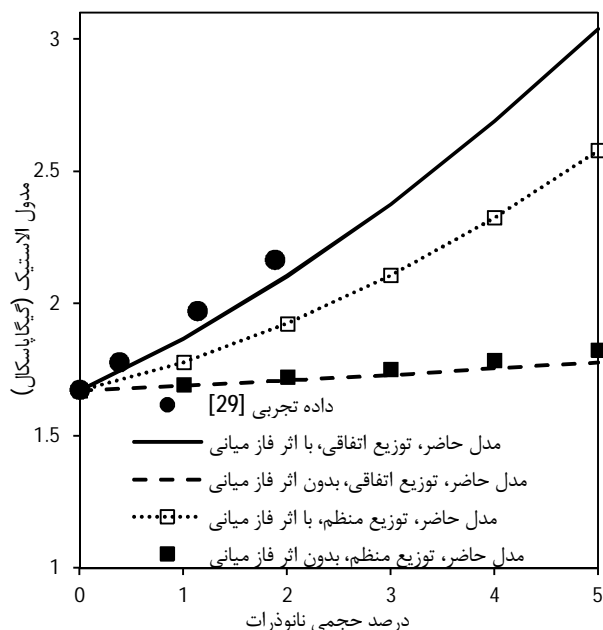 3
2.5
2
1.5
1
مدول الاستیک (گیگاپاسکال)
داده تجربی [29]
مدل حاضر، توزیع اتفاقی، با اثر فاز میانی
مدل حاضر، توزیع اتفاقی، بدون اثر فاز میانی
مدل حاضر، توزیع منظم، با اثر فاز میانی
مدل حاضر، توزیع منظم، بدون اثر فاز میانی
0 1 2 3 4 5
درصد حجمی نانوذرات